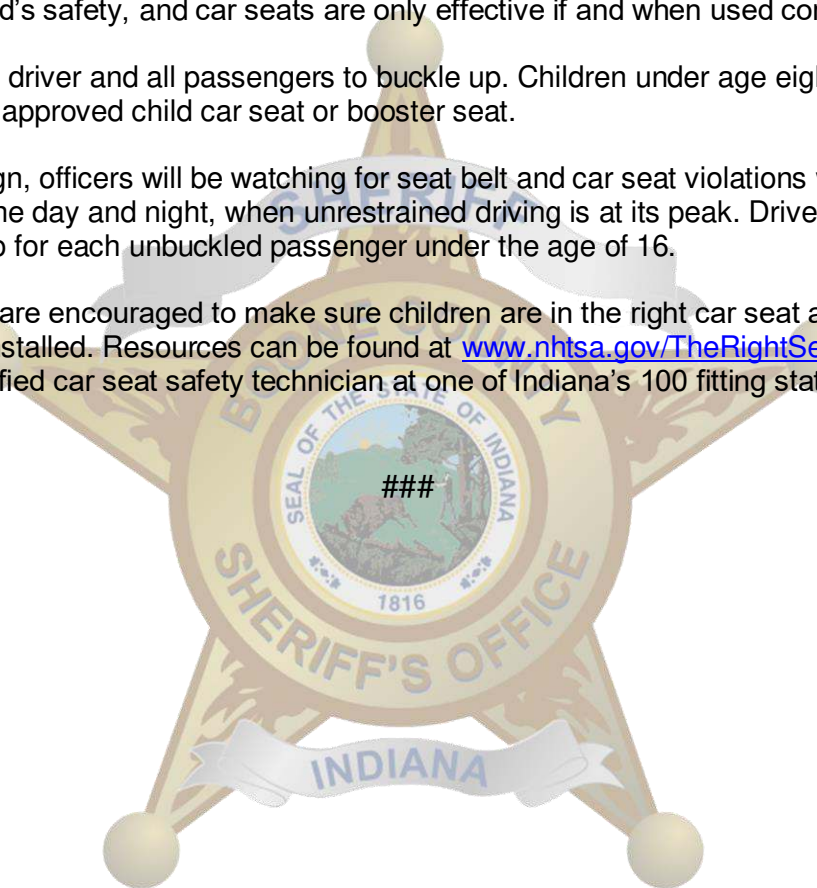 d's safety, and car seats are only effective if and when used cor
driver and all passengers to buckle up. Children under age eigh
approved child car seat or booster seat.
gn, officers will be watching for seat belt and car seat violations
ne day and night, when unrestrained driving is at its peak. Drive
o for each unbuckled passenger under the age of 16.
are encouraged to make sure children are in the right car seat a
nstalled. Resources can be found at www.nhtsa.gov/TheRightSe
fied car seat safety technician at one of Indiana's 100 fitting stat
###
SHERIFF
BOONE COUNTY
SEAL OF THE STATE OF INDIANA
1816
SHERIFF'S OFFICE
INDIANA